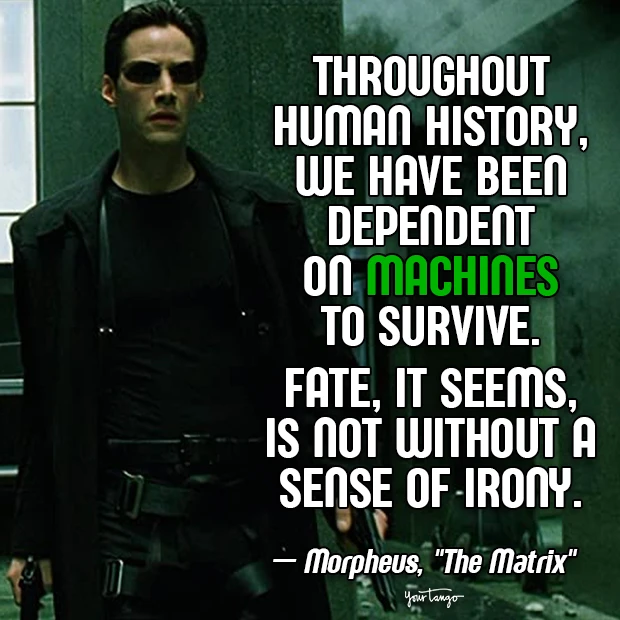 THROUGHOUT
HUMAN HISTORY,
WE HAVE BEEN
DEPENDENT
ON MACHINES
TO SURVIVE.
FATE, IT SEEMS,
IS NOT WITHOUT A
SENSE OF IRONY.
— Morpheus, "The Matrix"
yourtango